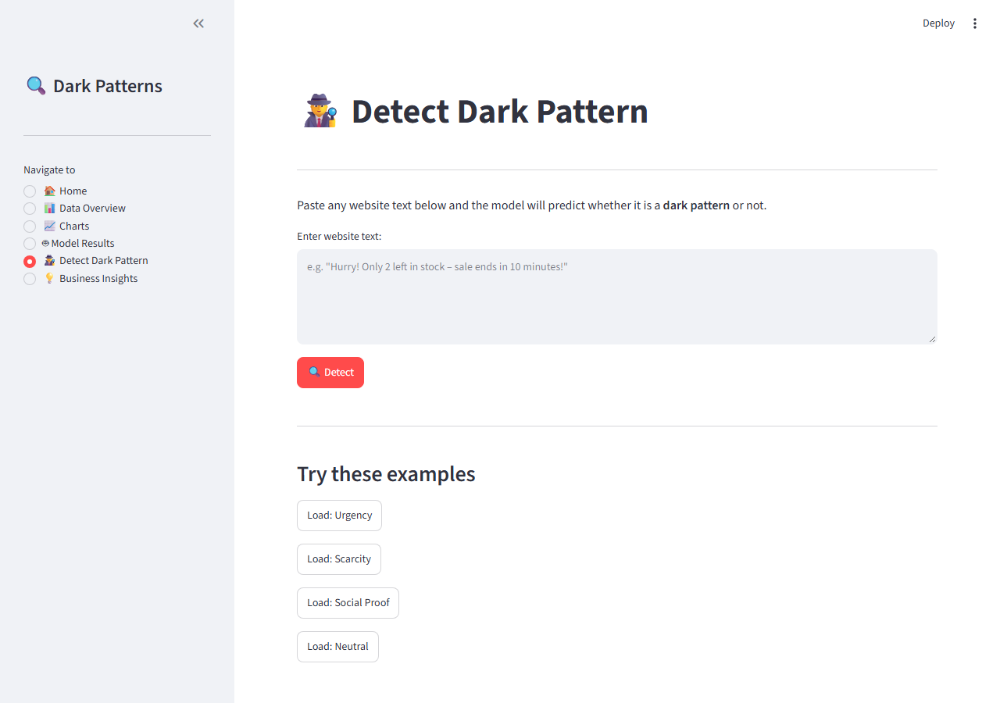 Deploy
Dark Patterns
Navigate to
Home
Data Overview
Charts
Model Results
Detect Dark Pattern
Business Insights
Detect Dark Pattern
Paste any website text below and the model will predict whether it is a dark pattern or not.
Enter website text:
e.g. "Hurry! Only 2 left in stock – sale ends in 10 minutes!"
Detect
Try these examples
Load: Urgency
Load: Scarcity
Load: Social Proof
Load: Neutral